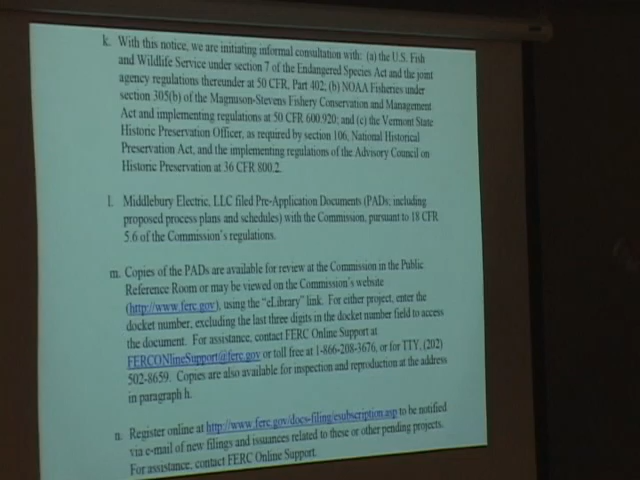 k. With this notice, we are initiating informal consultation with: (a) the U.S. Fish
and Wildlife Service under section 7 of the Endangered Species Act and the joint
agency regulations thereunder at 50 CFR, Part 402; (b) NOAA Fisheries under
section 305(b) of the Magnuson-Stevens Fishery Conservation and Management
Act and implementing regulations at 50 CFR 600.920; and (c) the Vermont State
Historic Preservation Officer, as required by section 106, National Historical
Preservation Act, and the implementing regulations of the Advisory Council on
Historic Preservation at 36 CFR 800.2.
l. Middlebury Electric, LLC filed Pre-Application Documents (PADs; including
proposed process plans and schedules) with the Commission, pursuant to 18 CFR
5.6 of the Commission's regulations.
m. Copies of the PADs are available for review at the Commission in the Public
Reference Room or may be viewed on the Commission's website
(http://www.ferc.gov), using the "eLibrary" link. For either project, enter the
docket number, excluding the last three digits in the docket number field to access
the document. For assistance, contact FERC Online Support at
FERCONlineSupport@ferc.gov or toll free at 1-866-208-3676, or for TTY, (202)
502-8659. Copies are also available for inspection and reproduction at the address
in paragraph h.
n. Register online at http://www.ferc.gov/docs-filing/esubscription.asp to be notified
via e-mail of new filings and issuances related to these or other pending projects.
For assistance, contact FERC Online Support.